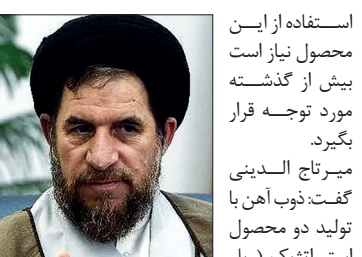 استفاده از این
محصول نیاز است
بیش از گذشته
مورد توجه قرار
بگیرد.
میرتاج الدینی
گفت: ذوب آهن با
تولید دو محصول